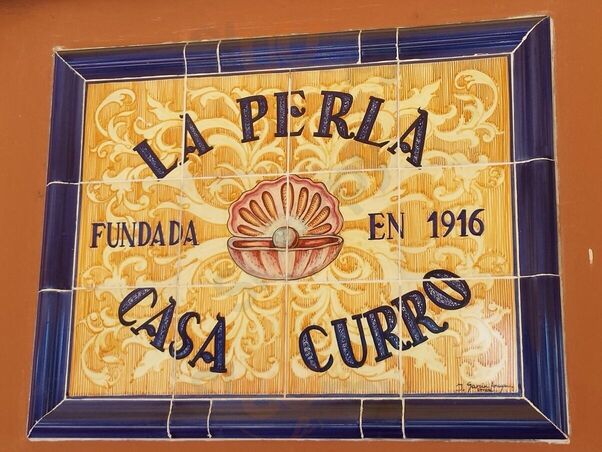 LA PERLA
FUNDADA EN 1916
CASA CURRO